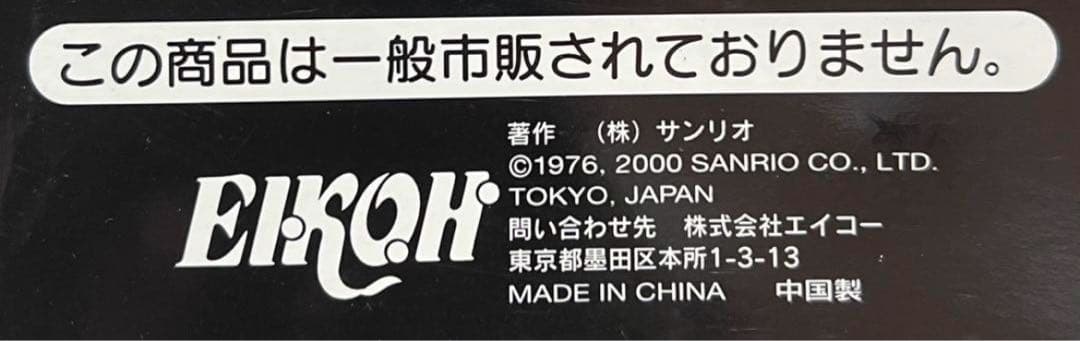 この商品は一般市販されておりません。
著作　（株）サンリオ
©1976, 2000 SANRIO CO., LTD.
TOKYO, JAPAN
EIKOH
問い合わせ先　株式会社エイコー
東京都墨田区本所1-3-13
MADE IN CHINA　中国製